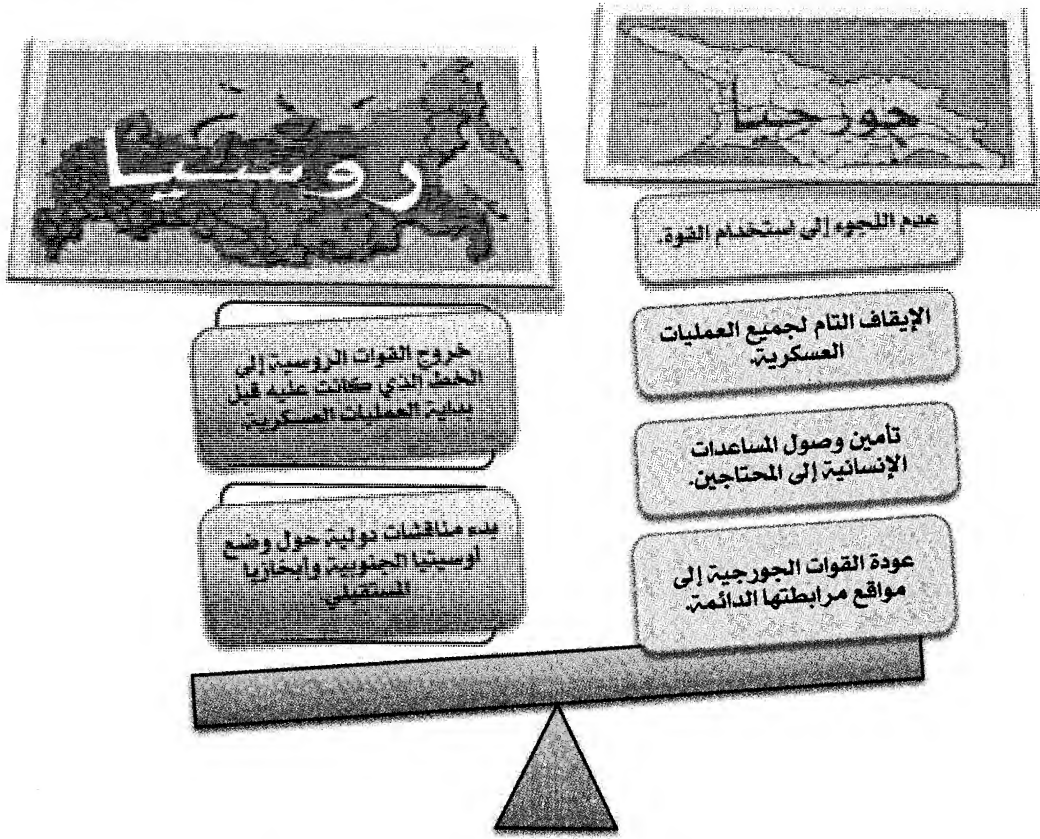 جورجيا
عدم اللجوء إلى استخدام القوة.
الإيقاف التام لجميع العمليات
العسكرية.
تأمين وصول المساعدات
الإنسانية إلى المحتاجين.
عودة القوات الجورجية إلى
مواقع مرابطتها الدائمة.
روسيا
خروج القوات الروسية إلى
الخط الذي كانت عليه قبل
بداية العمليات العسكرية.
بدء مناقشات دولية حول وضع
اوسيتيا الجنوبية وأبخازيا
المستقبلي